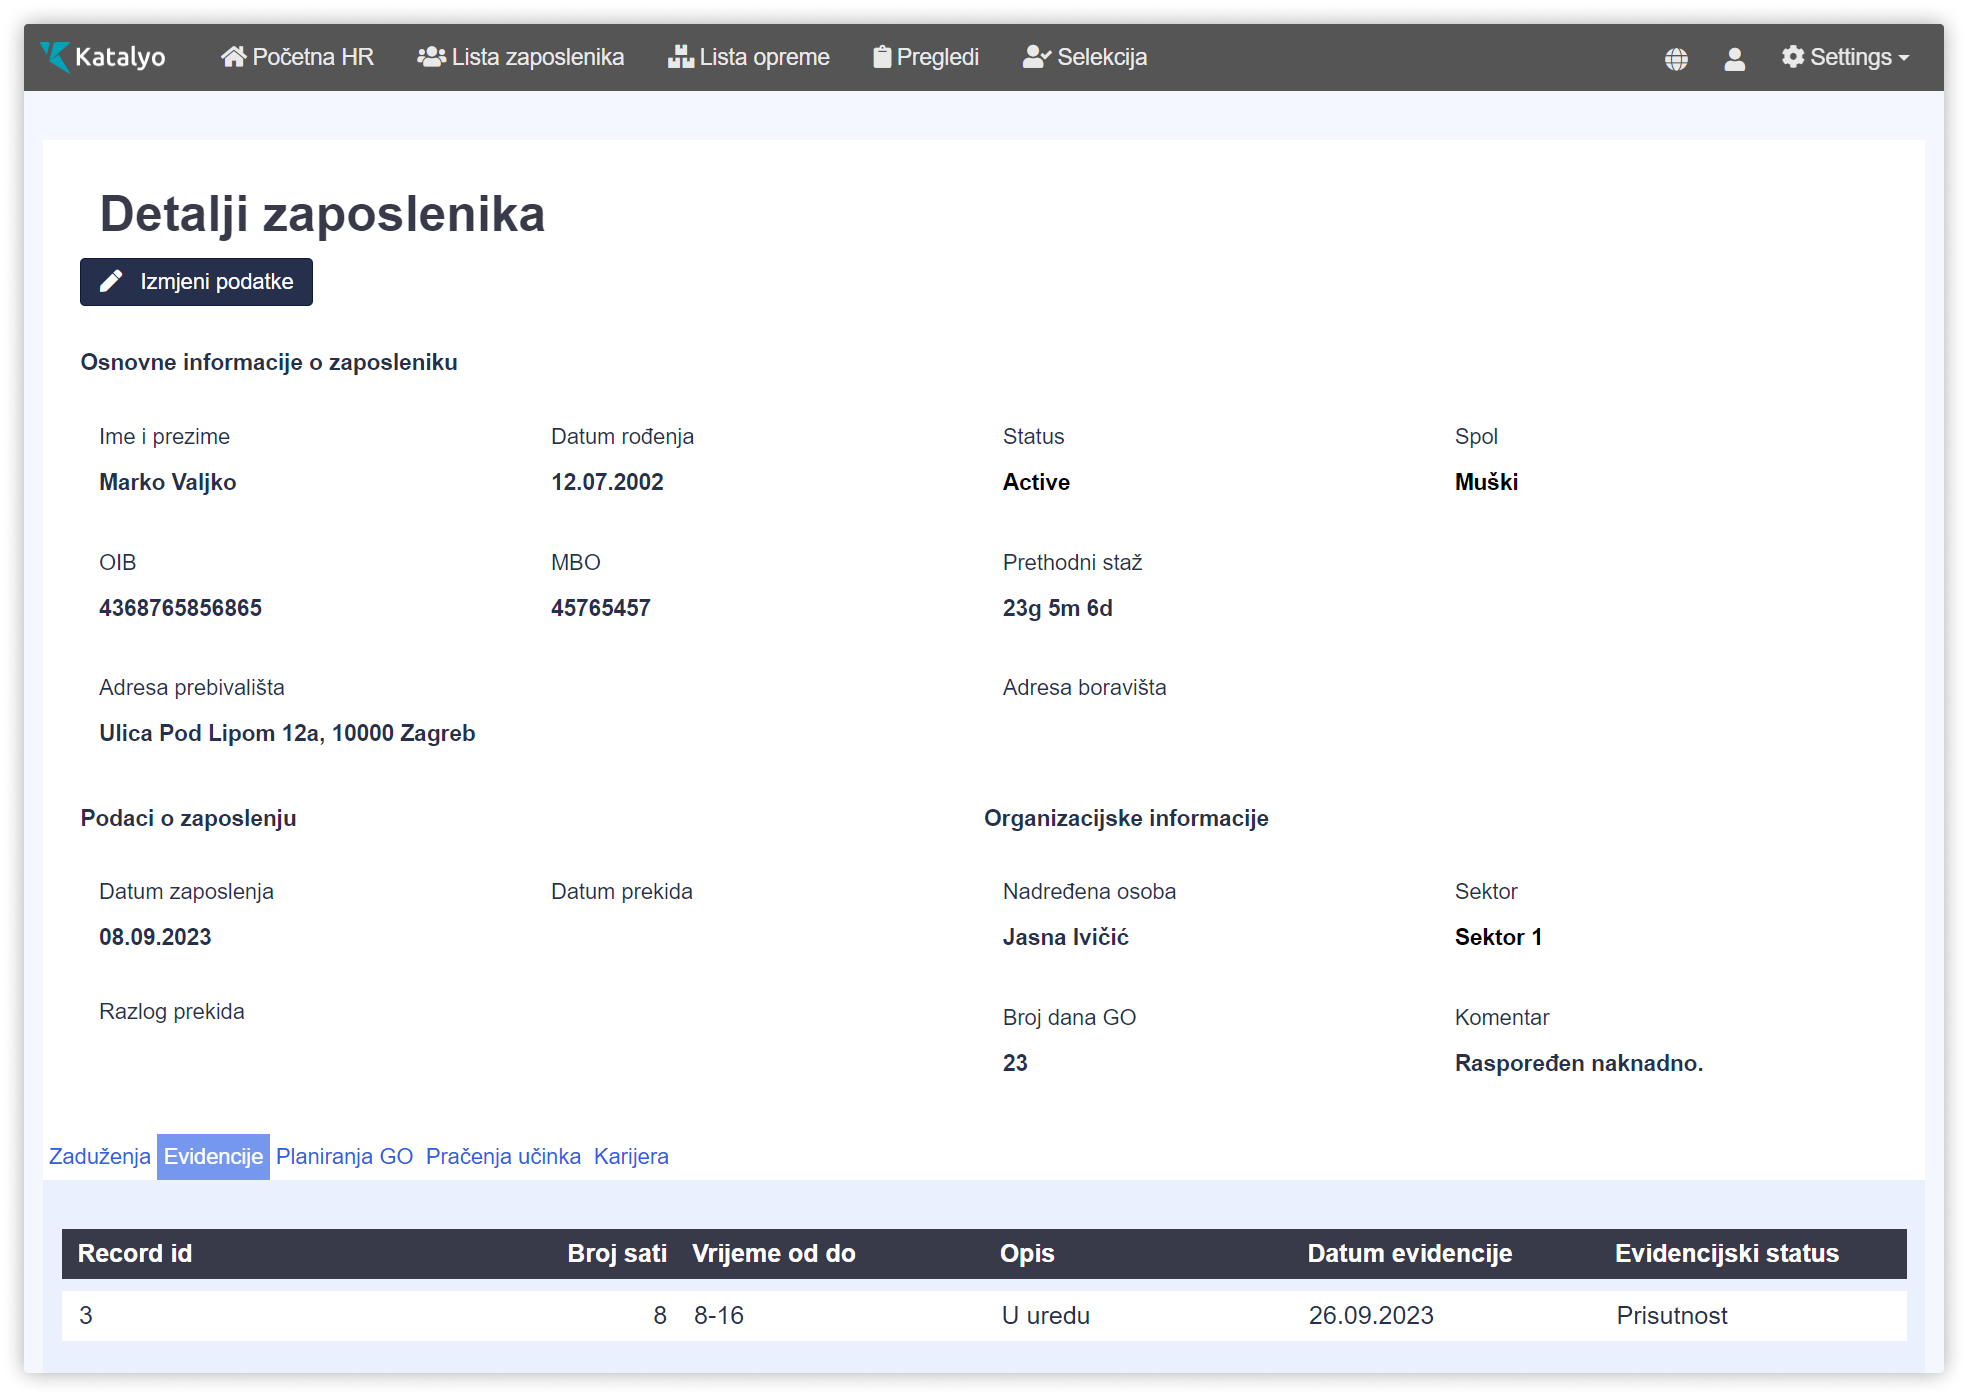 Katalyo Početna HR Lista zaposlenika Lista opreme Pregledi Selekcija Settings
Detalji zaposlenika
Izmjeni podatke
Osnovne informacije o zaposleniku
Ime i prezime Datum rođenja Status Spol
Marko Valjko 12.07.2002 Active Muški
OIB MBO Prethodni staž
4368765856865 45765457 23g 5m 6d
Adresa prebivališta Adresa boravišta
Ulica Pod Lipom 12a, 10000 Zagreb
Podaci o zaposlenju Organizacijske informacije
Datum zaposlenja Datum prekida Nadređena osoba Sektor
08.09.2023 Jasna Ivičić Sektor 1
Razlog prekida Broj dana GO Komentar
23 Raspoređen naknadno.
Zaduženja Evidencije Planiranja GO Pračenja učinka Karijera
Record id Broj sati Vrijeme od do Opis Datum evidencije Evidencijski status
3 8 8-16 U uredu 26.09.2023 Prisutnost